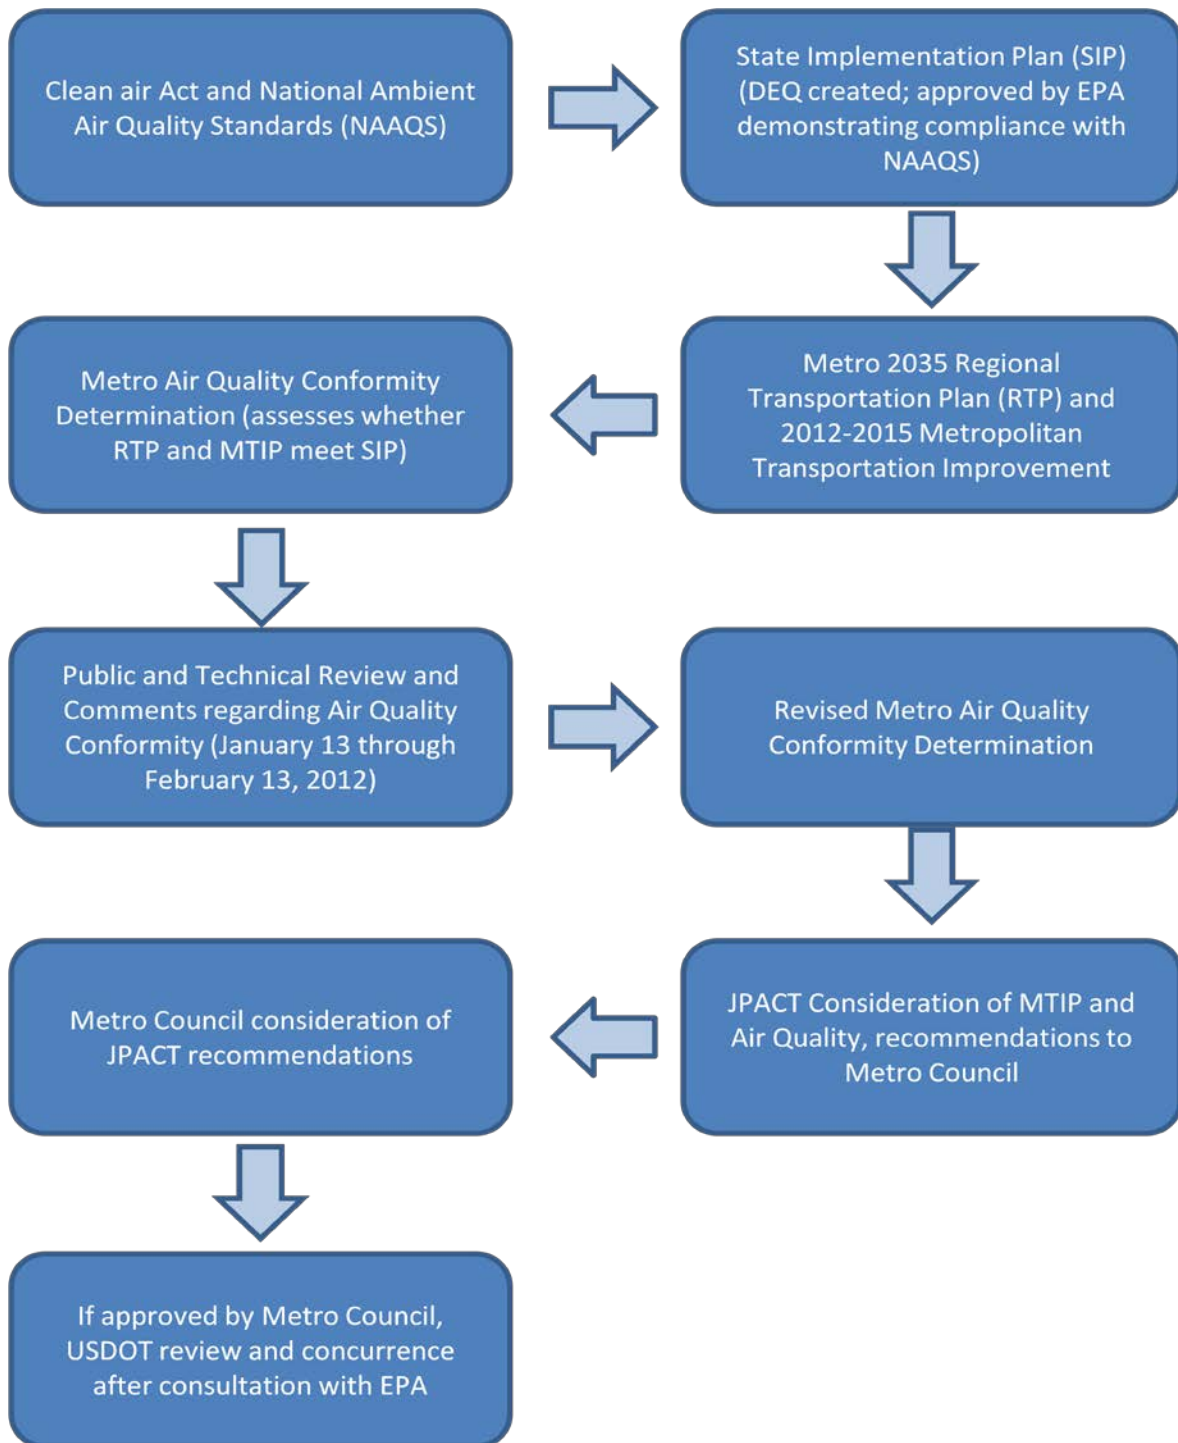 Clean air Act and National Ambient
Air Quality Standards (NAAQS)
State Implementation Plan (SIP)
(DEQ created; approved by EPA
demonstrating compliance with
NAAQS)
Metro 2035 Regional
Transportation Plan (RTP) and
2012-2015 Metropolitan
Transportation Improvement
Metro Air Quality Conformity
Determination (assesses whether
RTP and MTIP meet SIP)
Public and Technical Review and
Comments regarding Air Quality
Conformity (January 13 through
February 13, 2012)
Revised Metro Air Quality
Conformity Determination
JPACT Consideration of MTIP and
Air Quality, recommendations to
Metro Council
Metro Council consideration of
JPACT recommendations
If approved by Metro Council,
USDOT review and concurrence
after consultation with EPA